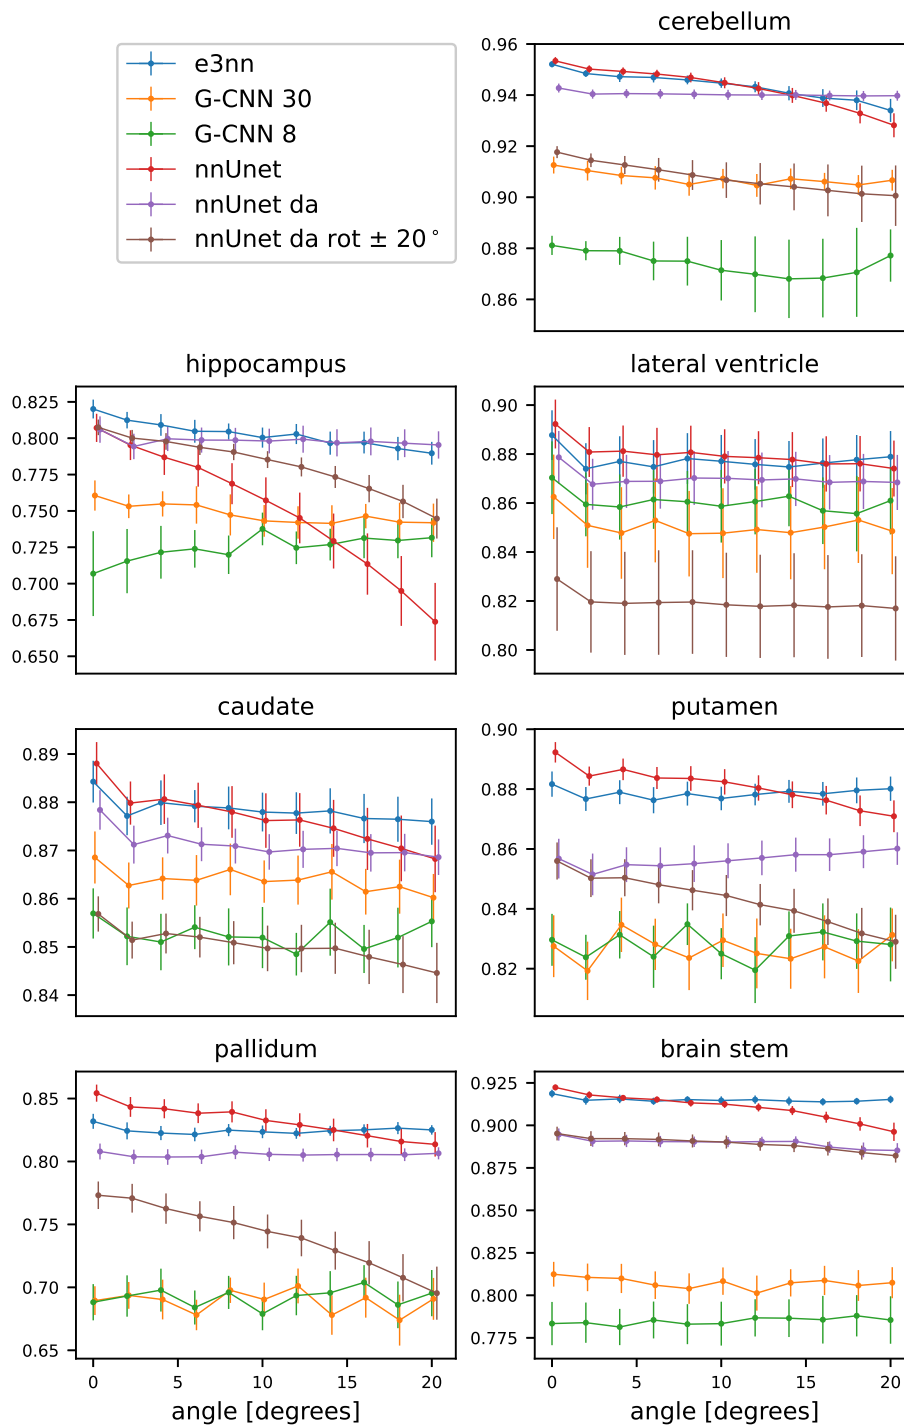 cerebellum
e3nn
G-CNN 30
G-CNN 8
nnUnet
nnUnet da
nnUnet da rot ± 20°
0.96
0.94
0.92
0.90
0.88
0.86
hippocampus
0.825
0.800
0.775
0.750
0.725
0.700
0.675
0.650
lateral ventricle
0.90
0.88
0.86
0.84
0.82
0.80
caudate
0.89
0.88
0.87
0.86
0.85
0.84
putamen
0.90
0.88
0.86
0.84
0.82
pallidum
0.85
0.80
0.75
0.70
0.65
0 5 10 15 20
angle [degrees]
brain stem
0.925
0.900
0.875
0.850
0.825
0.800
0.775
0 5 10 15 20
angle [degrees]